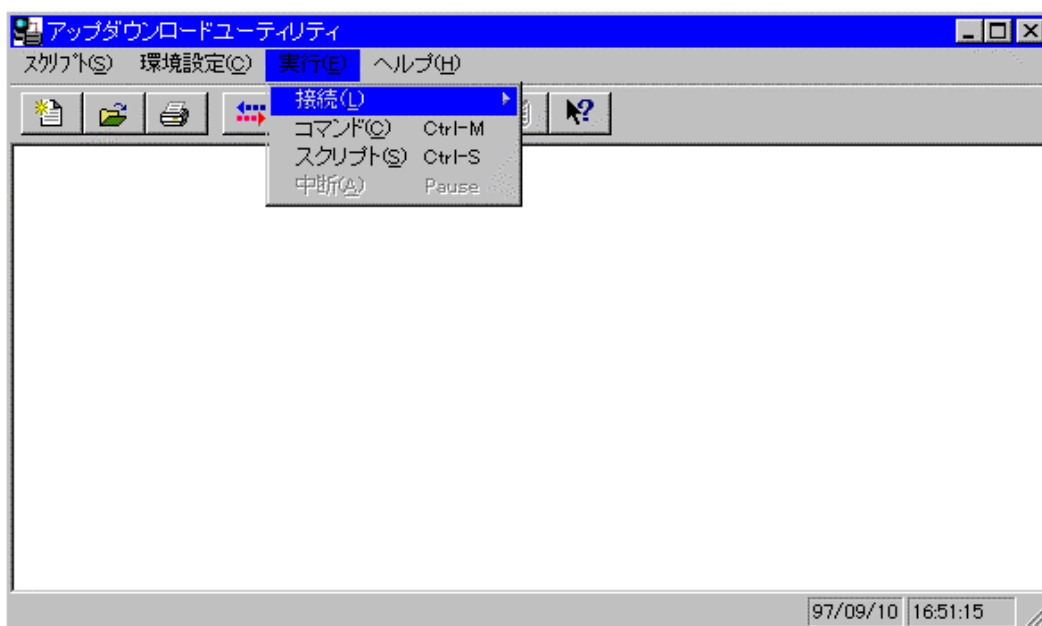 アップダウンロードユーティリティ
ｽｸﾘﾌﾟﾄ(S) 環境設定(C) 実行(E) ヘルプ(H)
接続(L)
コマンド(C) Ctrl-M
スクリプト(S) Ctrl-S
中断(A) Pause
97/09/10 16:51:15